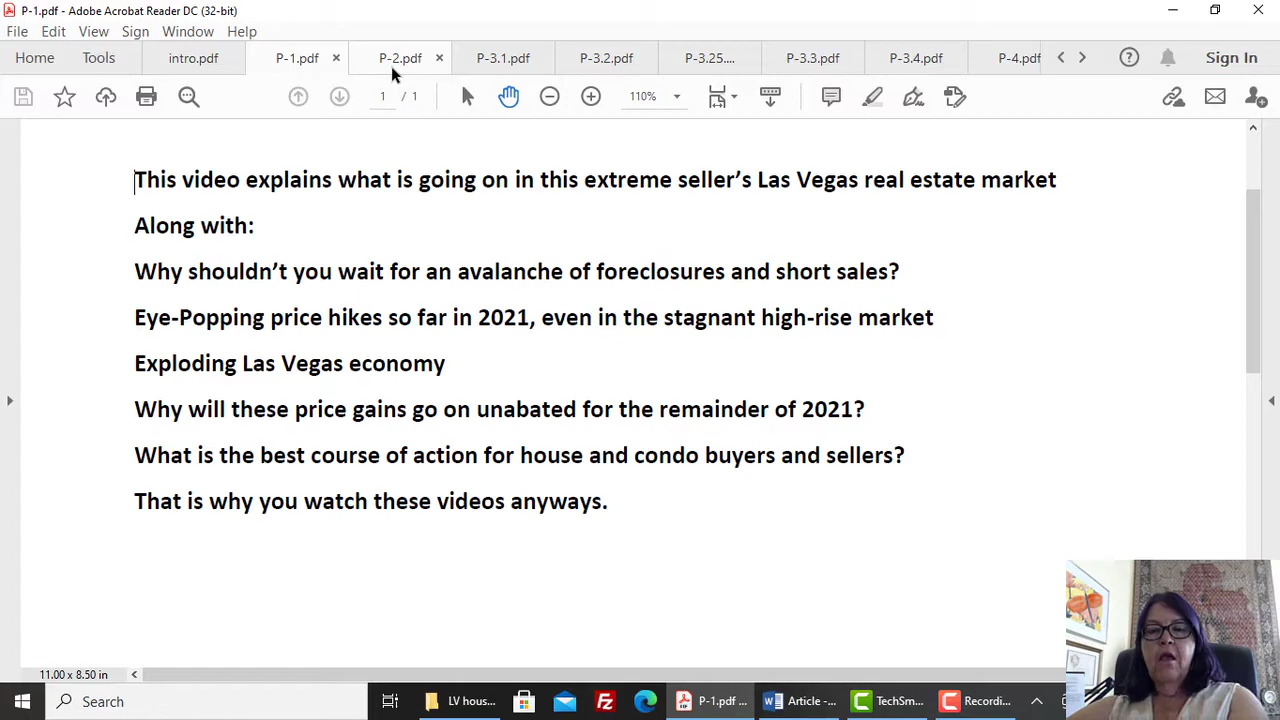 P-1.pdf - Adobe Acrobat Reader DC (32-bit)
File Edit View Sign Window Help
Home Tools intro.pdf P-1.pdf × P-2.pdf × P-3.1.pdf P-3.2.pdf P-3.25.... P-3.3.pdf P-3.4.pdf P-4.pdf Sign In
1 / 1 110%
This video explains what is going on in this extreme seller’s Las Vegas real estate market
Along with:
Why shouldn’t you wait for an avalanche of foreclosures and short sales?
Eye-Popping price hikes so far in 2021, even in the stagnant high-rise market
Exploding Las Vegas economy
Why will these price gains go on unabated for the remainder of 2021?
What is the best course of action for house and condo buyers and sellers?
That is why you watch these videos anyways.
11.00 x 8.50 in
Search LV hous... P-1.pdf ... Article -... TechSm... Recordi...